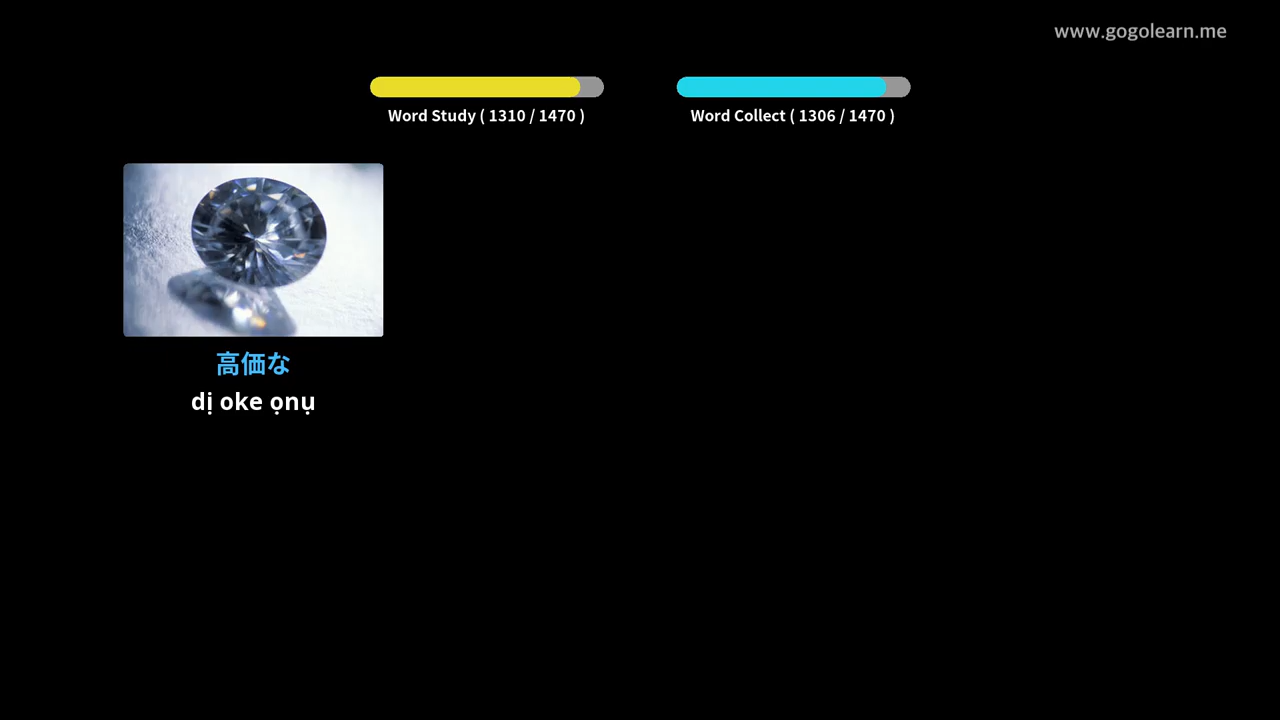 www.gogolearn.me
Word Study ( 1310 / 1470 )
Word Collect ( 1306 / 1470 )
高価な
dị oke ọnụ